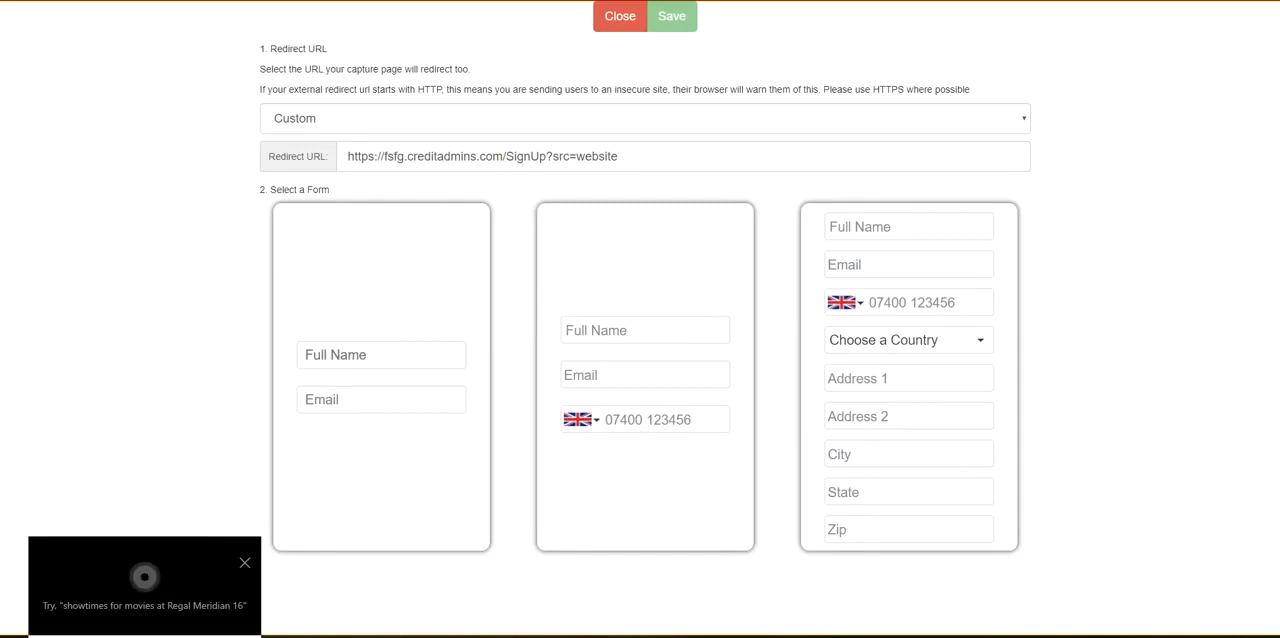 Close Save
1. Redirect URL
Select the URL your capture page will redirect too.
If your external redirect url starts with HTTP, this means you are sending users to an insecure site, their browser will warn them of this. Please use HTTPS where possible
Custom
Redirect URL: https://fsfg.creditadmins.com/SignUp?src=website
2. Select a Form
Full Name
Email
Full Name
Email
07400 123456
Full Name
Email
07400 123456
Choose a Country
Address 1
Address 2
City
State
Zip
Try, "showtimes for movies at Regal Meridian 16"